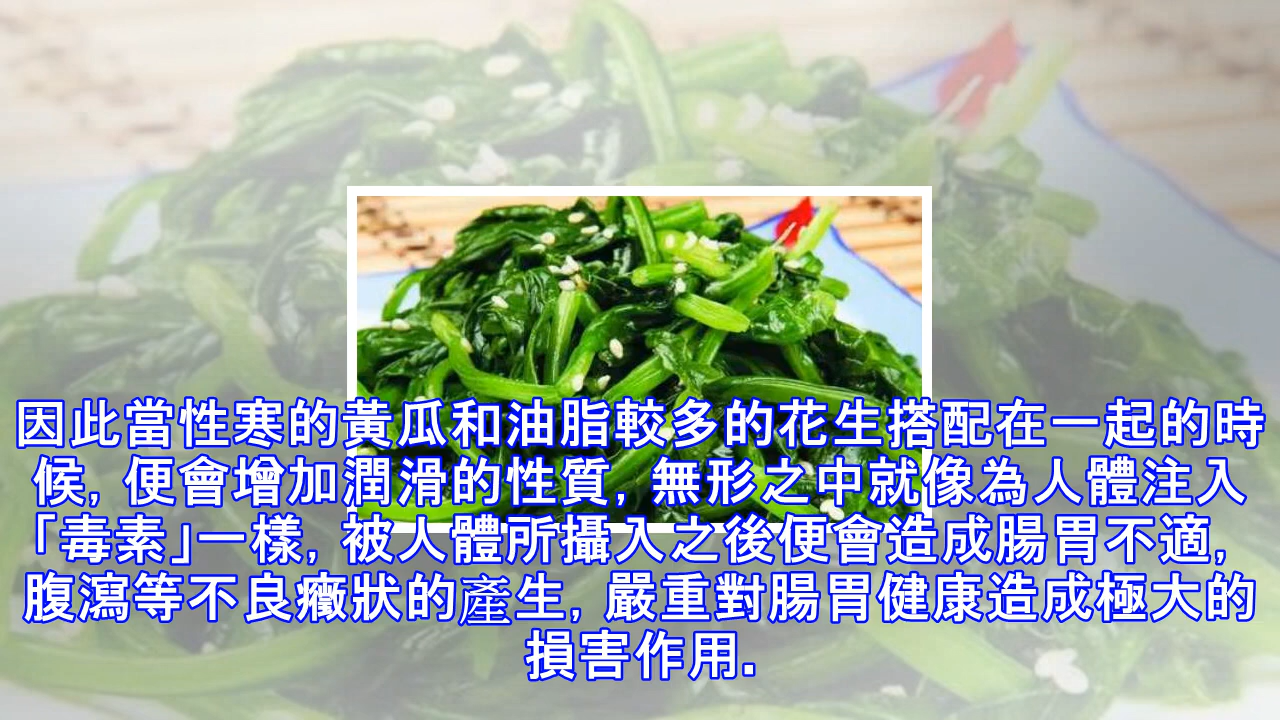 因此當性寒的黃瓜和油脂較多的花生搭配在一起的時
候, 便會增加潤滑的性質, 無形之中就像為人體注入
「毒素」一樣, 被人體所攝入之後便會造成腸胃不適,
腹瀉等不良癥狀的產生, 嚴重對腸胃健康造成極大的
損害作用.